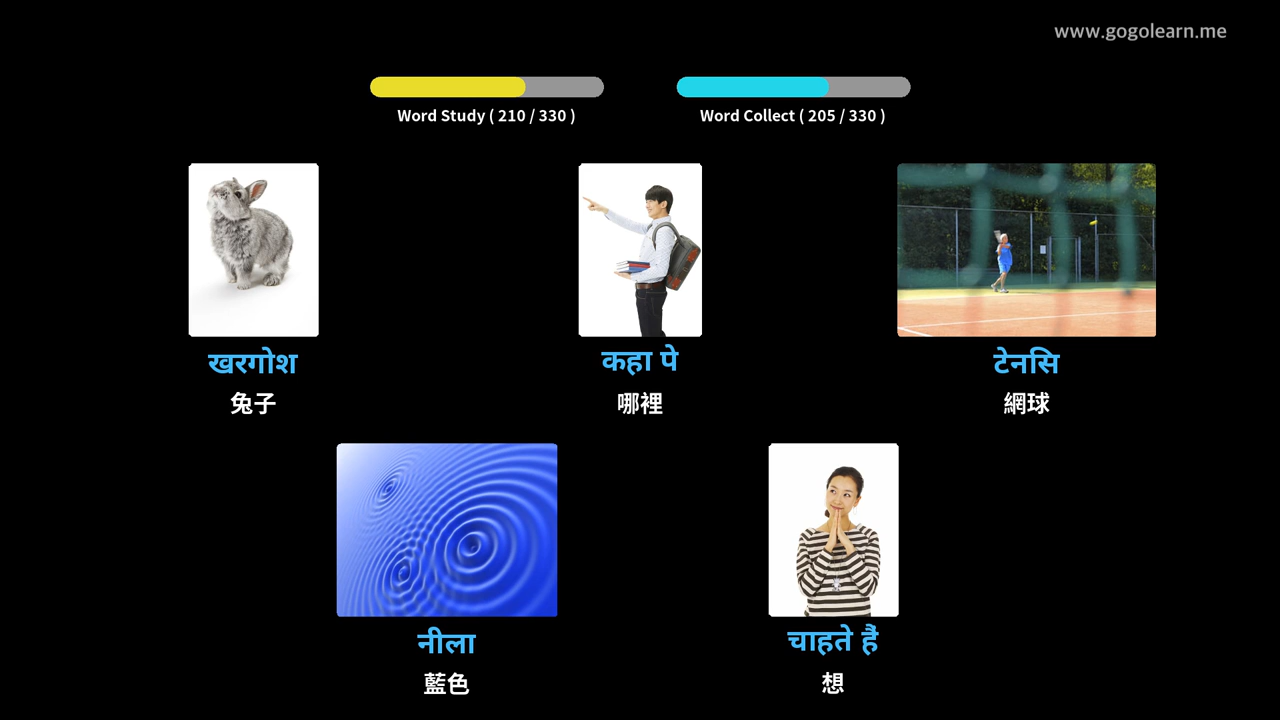 www.gogolearn.me
Word Study ( 210 / 330 )
Word Collect ( 205 / 330 )
खरगोश
कहा पे
टेनसि
兔子
哪裡
網球
नीला
चाहते हैं
藍色
想